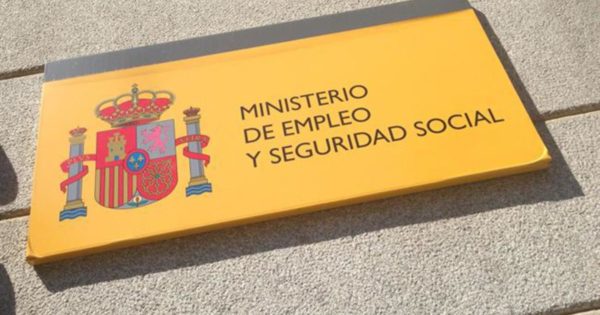 MINISTERIO
DE EMPLEO
Y SEGURIDAD SOCIAL